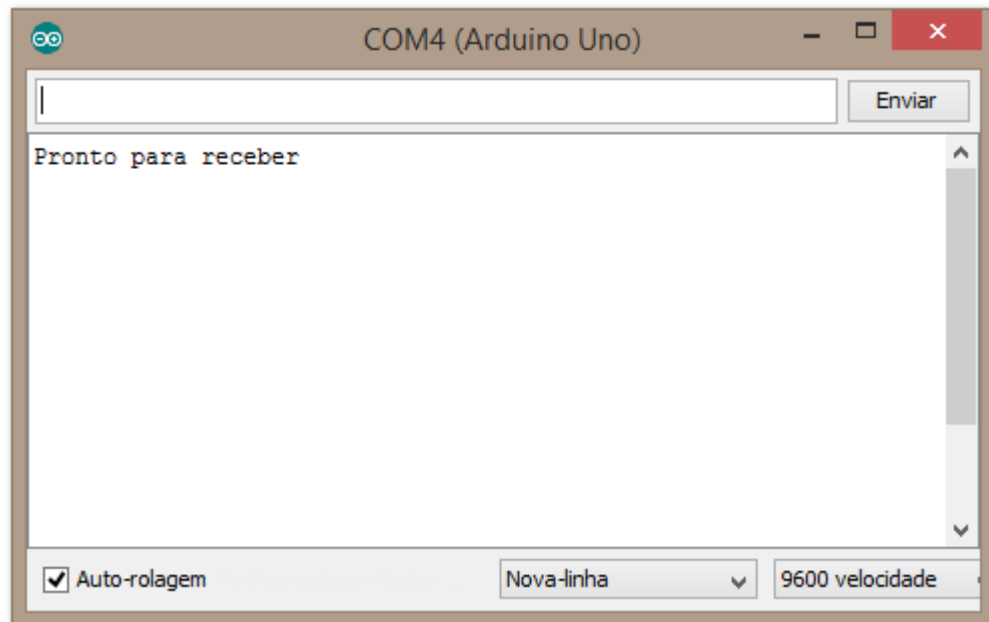 COM4 (Arduino Uno)
Enviar
Pronto para receber
Auto-rolagem
Nova-linha
9600 velocidade